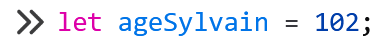 >> let ageSylvain = 102;